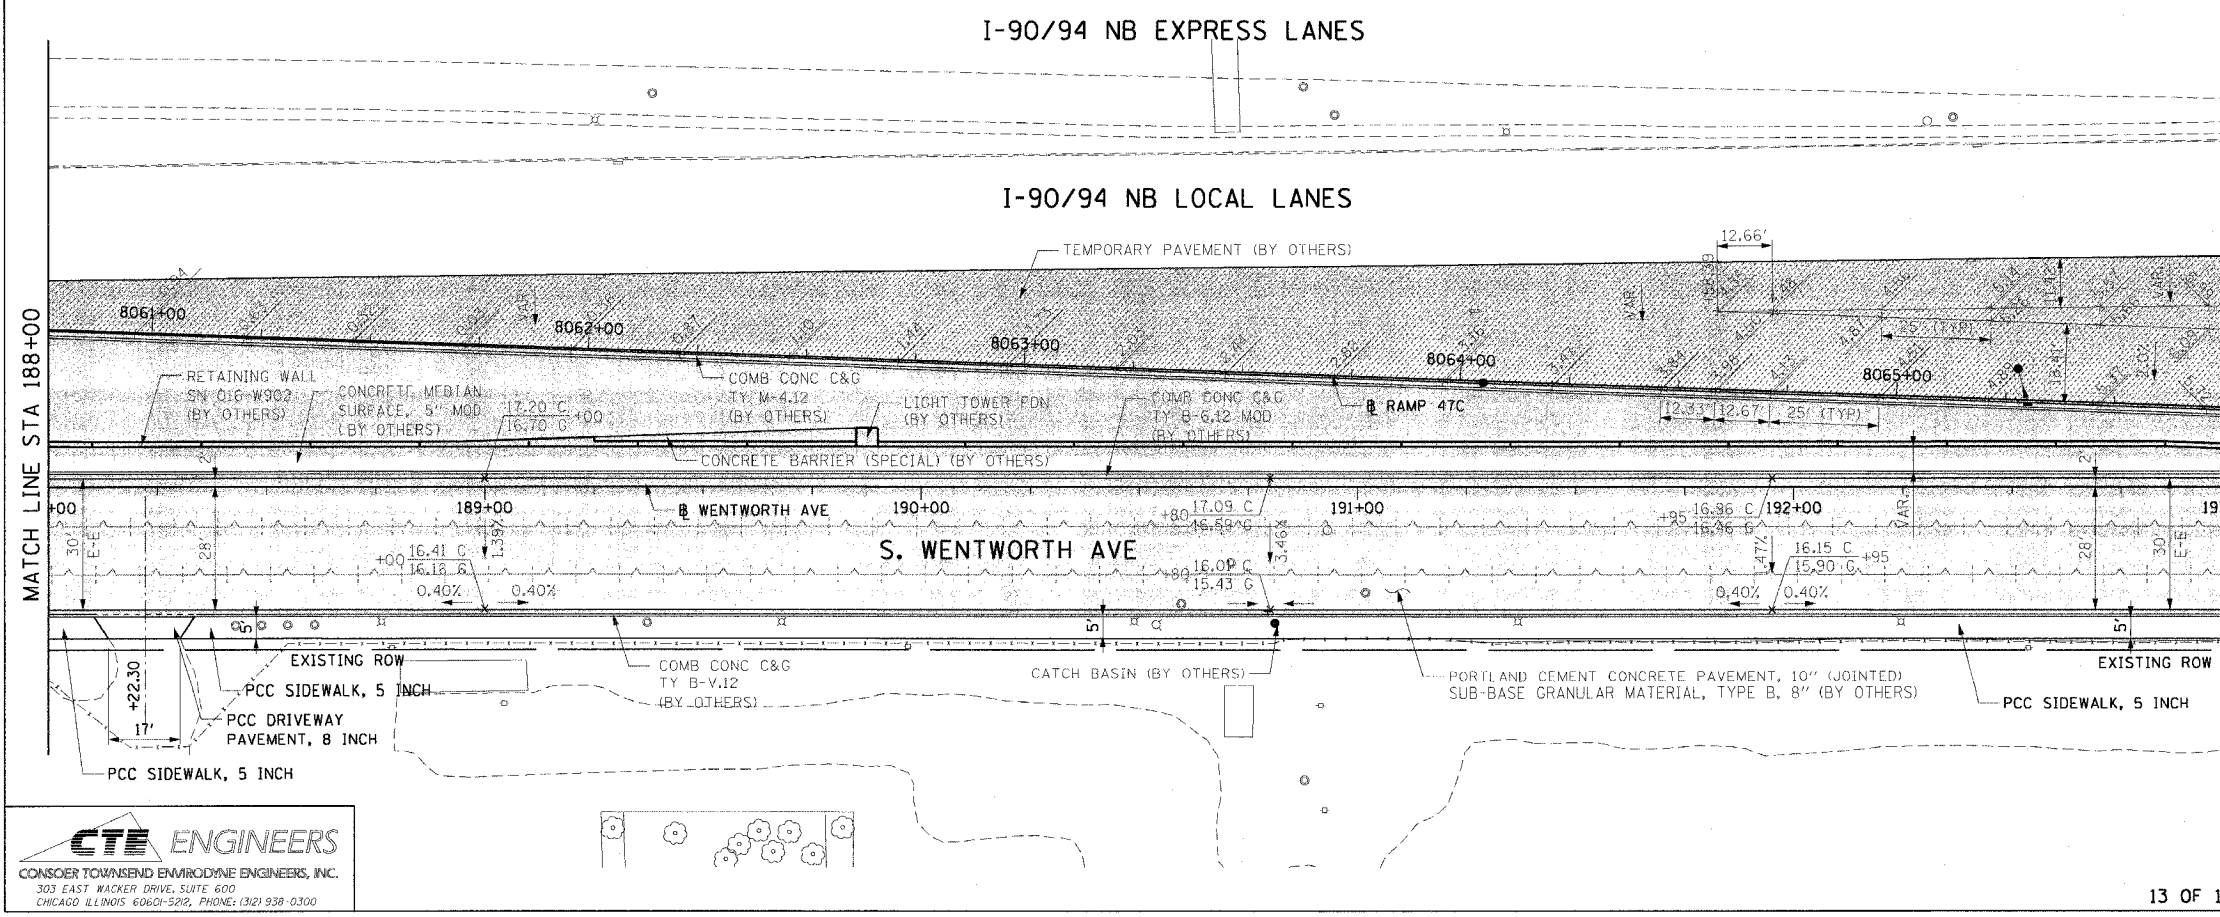 I-90/94 NB EXPRESS LANES
I-90/94 NB LOCAL LANES
TEMPORARY PAVEMENT (BY OTHERS)
12.66'
MATCH LINE STA 188+00
8061+00
8062+00
8063+00
8064+00
8065+00
VAR.
VAR.
25' (TYP)
18.41'
RETAINING WALL
SN 016-W902
(BY OTHERS)
CONCRETE MEDIAN
SURFACE, 5" MOD
(BY OTHERS)
17.20 C
16.70 G
+00
COMB CONC C&G
TY M-4.12
(BY OTHERS)
LIGHT TOWER FDN
(BY OTHERS)
COMB CONC C&G
TY B-6.12 MOD
(BY OTHERS)
℄ RAMP 47C
12.33'
12.67'
25' (TYP)
CONCRETE BARRIER (SPECIAL) (BY OTHERS)
2'
2'
+00
189+00
℄ WENTWORTH AVE
190+00
191+00
192+00
19
+80
17.09 C
16.59 G
+95
16.96 C
16.46 G
VAR.
30'
E-E
28'
+00
16.41 C
16.16 G
1.39%
S. WENTWORTH AVE
+80
15.43 G
3.46%
1.47%
16.15 C
15.90 G
+95
28'
30'
E-E
0.40%
0.40%
0.40%
0.40%
5'
5'
5'
EXISTING ROW
PCC SIDEWALK, 5 INCH
PCC DRIVEWAY
PAVEMENT, 8 INCH
+22.30
17'
PCC SIDEWALK, 5 INCH
COMB CONC C&G
TY B-V.12
(BY OTHERS)
CATCH BASIN (BY OTHERS)
PORTLAND CEMENT CONCRETE PAVEMENT, 10" (JOINTED)
SUB-BASE GRANULAR MATERIAL, TYPE B, 8" (BY OTHERS)
EXISTING ROW
PCC SIDEWALK, 5 INCH
CTE ENGINEERS
CONSOER TOWNSEND ENVIRODYNE ENGINEERS, INC.
303 EAST WACKER DRIVE, SUITE 600
CHICAGO ILLINOIS 60601-5212, PHONE: (312) 938-0300
13 OF 1